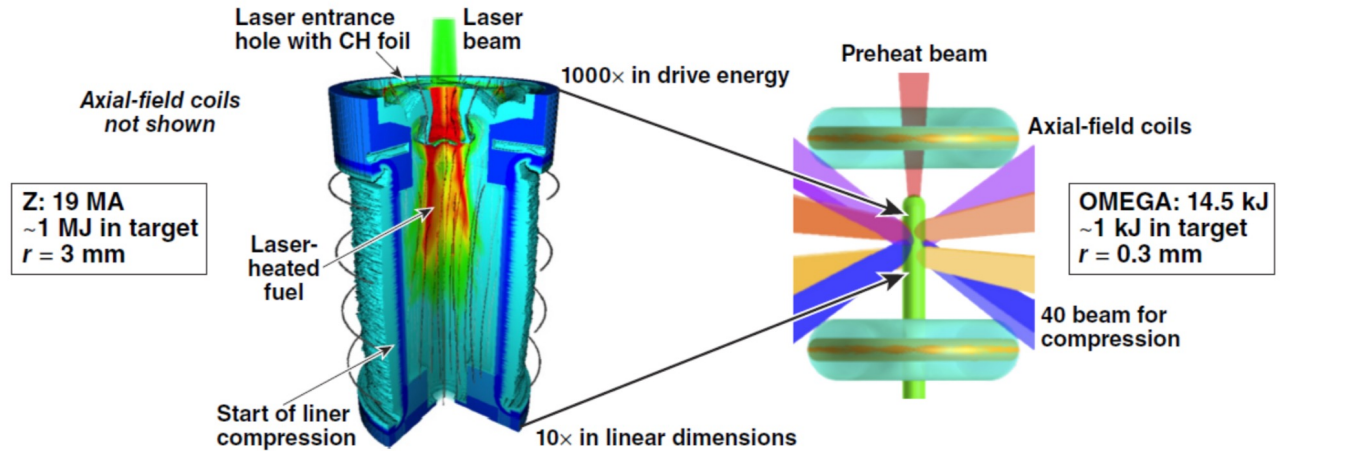 Laser entrance
hole with CH foil
Laser
beam
Axial-field coils
not shown
1000× in drive energy
Z: 19 MA
~1 MJ in target
r = 3 mm
Laser-
heated
fuel
Start of liner
compression
10× in linear dimensions
Preheat beam
Axial-field coils
OMEGA: 14.5 kJ
~1 kJ in target
r = 0.3 mm
40 beam for
compression